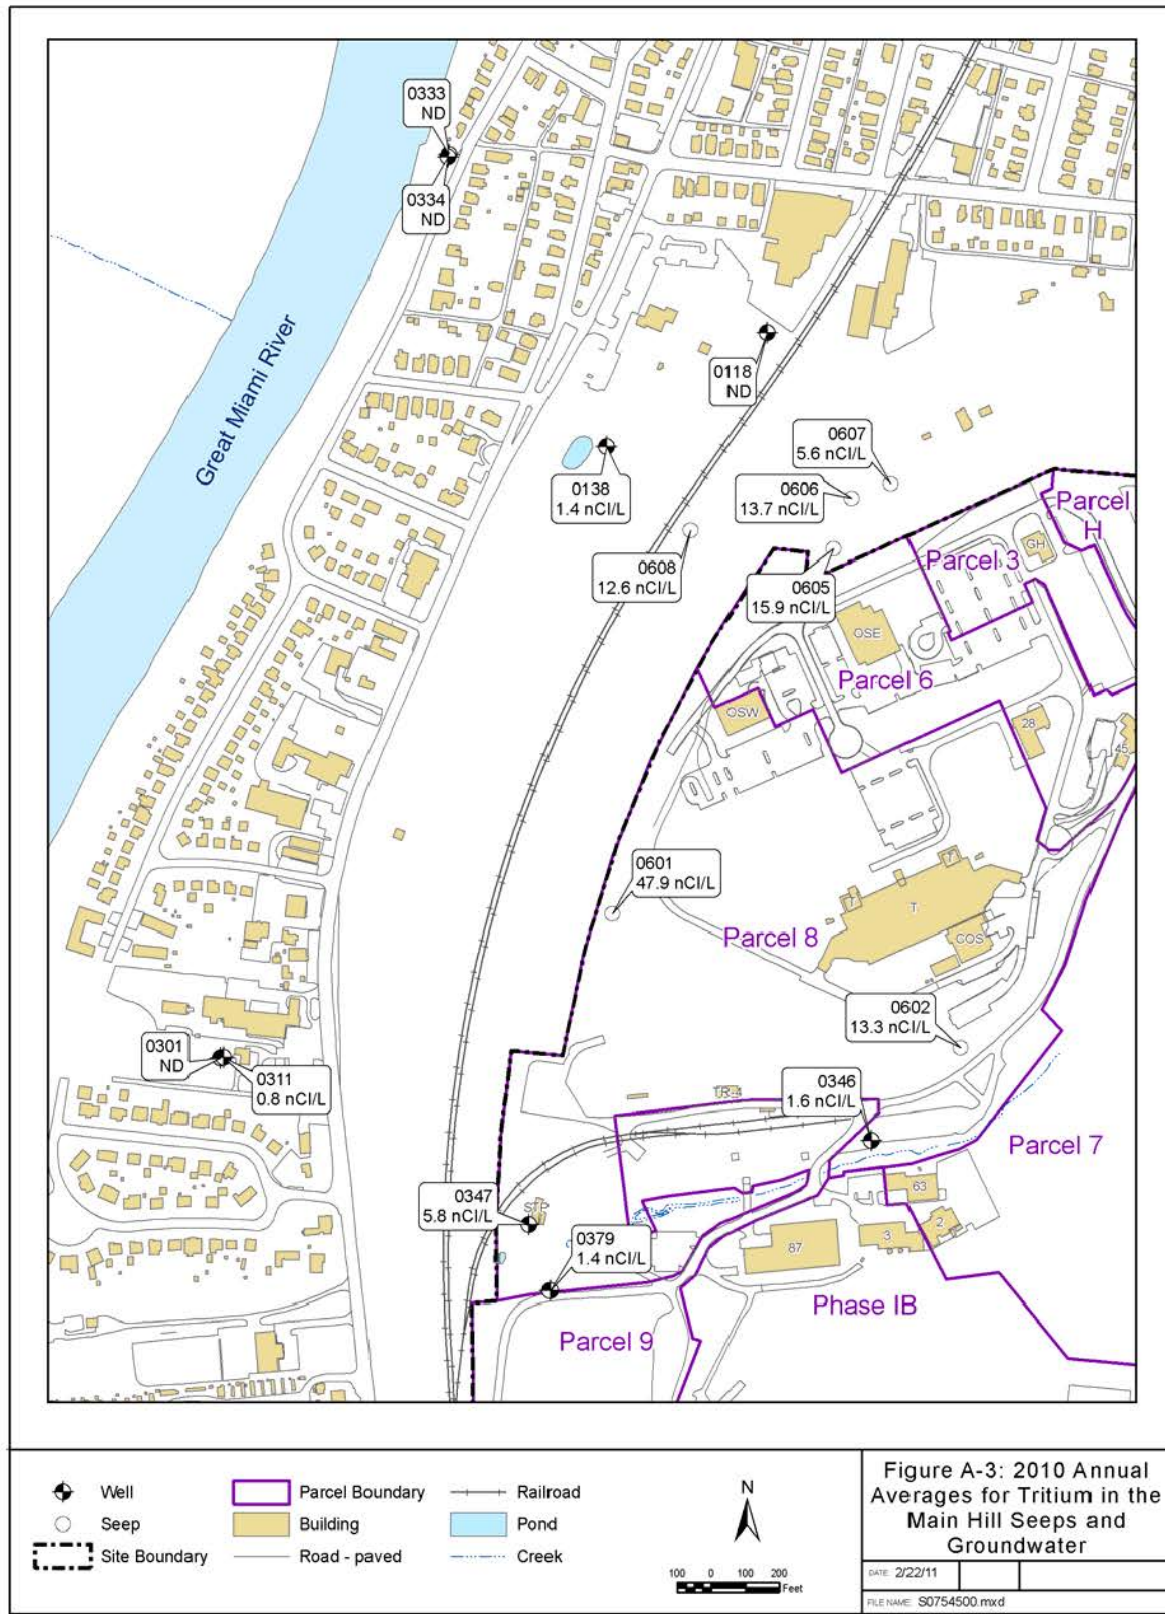 0333
ND
0334
ND
Great Miami River
0118
ND
0607
5.6 nCI/L
0138
1.4 nCI/L
0606
13.7 nCI/L
Parcel
H
GH
Parcel 3
0608
12.6 nCI/L
0605
15.9 nCI/L
OSE
Parcel 6
OSW
28
45
0601
47.9 nCI/L
7
7
T
Parcel 8
COS
0602
13.3 nCI/L
0301
ND
0311
0.8 nCI/L
0346
1.6 nCI/L
Parcel 7
63
0347
5.8 nCI/L
STP
0379
1.4 nCI/L
2
3
87
Phase IB
Parcel 9
Well
Seep
Site Boundary
Parcel Boundary
Building
Road - paved
Railroad
Pond
Creek
N
100 0 100 200
Feet
Figure A-3: 2010 Annual
Averages for Tritium in the
Main Hill Seeps and
Groundwater
DATE: 2/22/11
FILE NAME: S0754500.mxd